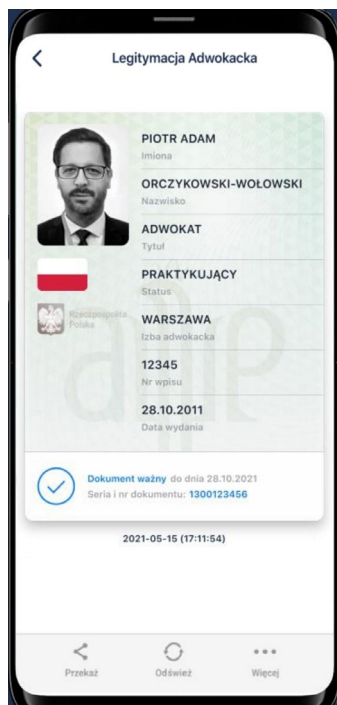 Legitymacja Adwokacka
PIOTR ADAM
Imiona
ORCZYKOWSKI-WOŁOWSKI
Nazwisko
ADWOKAT
Tytuł
PRAKTYKUJĄCY
Status
Rzeczpospolita
Polska
WARSZAWA
Izba adwokacka
12345
Nr wpisu
28.10.2011
Data wydania
Dokument ważny do dnia 28.10.2021
Seria i nr dokumentu: 1300123456
2021-05-15 (17:11:54)
Przekaż Odśwież Więcej